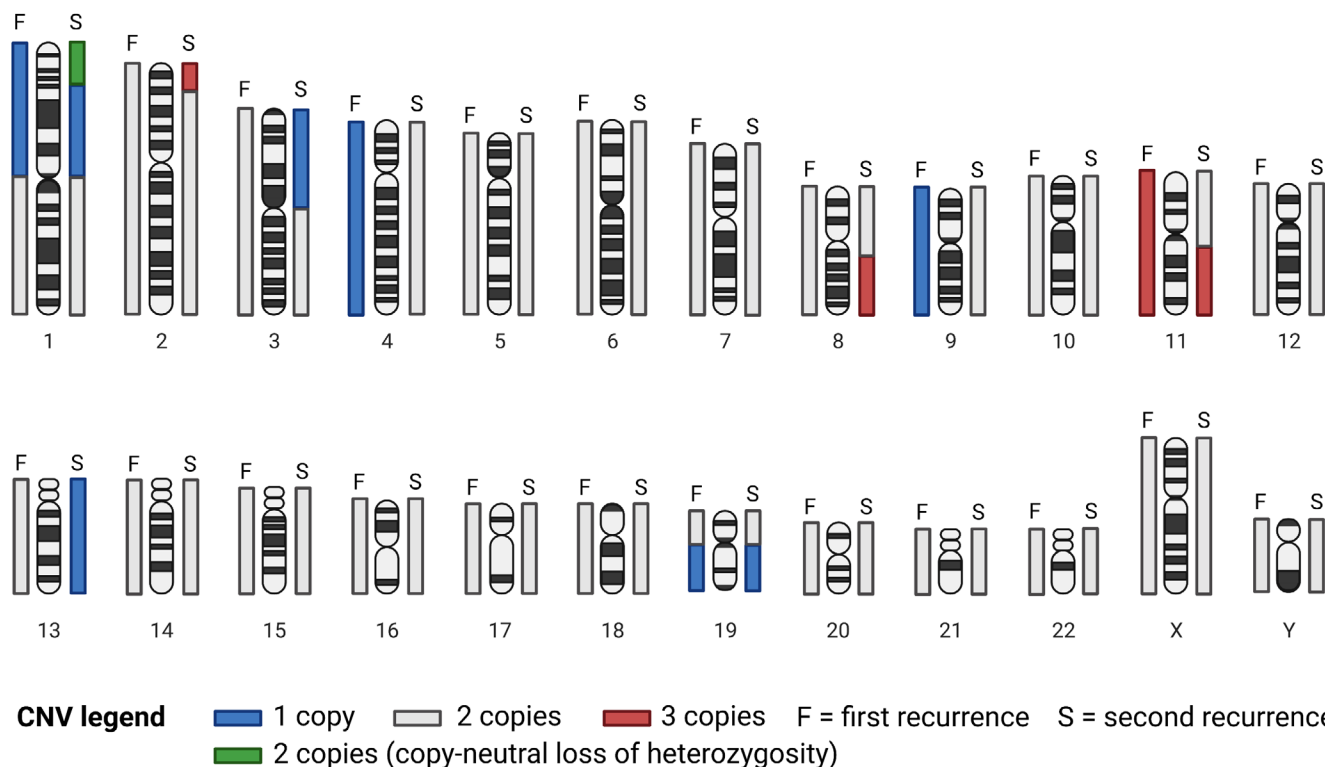 F S
F S
F S
F S
F S
F S
F S
F S
F S
F S
F S
F S
1 2 3 4 5 6 7 8 9 10 11 12
F S
F S
F S
F S
F S
F S
F S
F S
F S
F S
F S
F S
13 14 15 16 17 18 19 20 21 22 X Y
CNV legend 1 copy 2 copies 3 copies F = first recurrence S = second recurrence
2 copies (copy-neutral loss of heterozygosity)